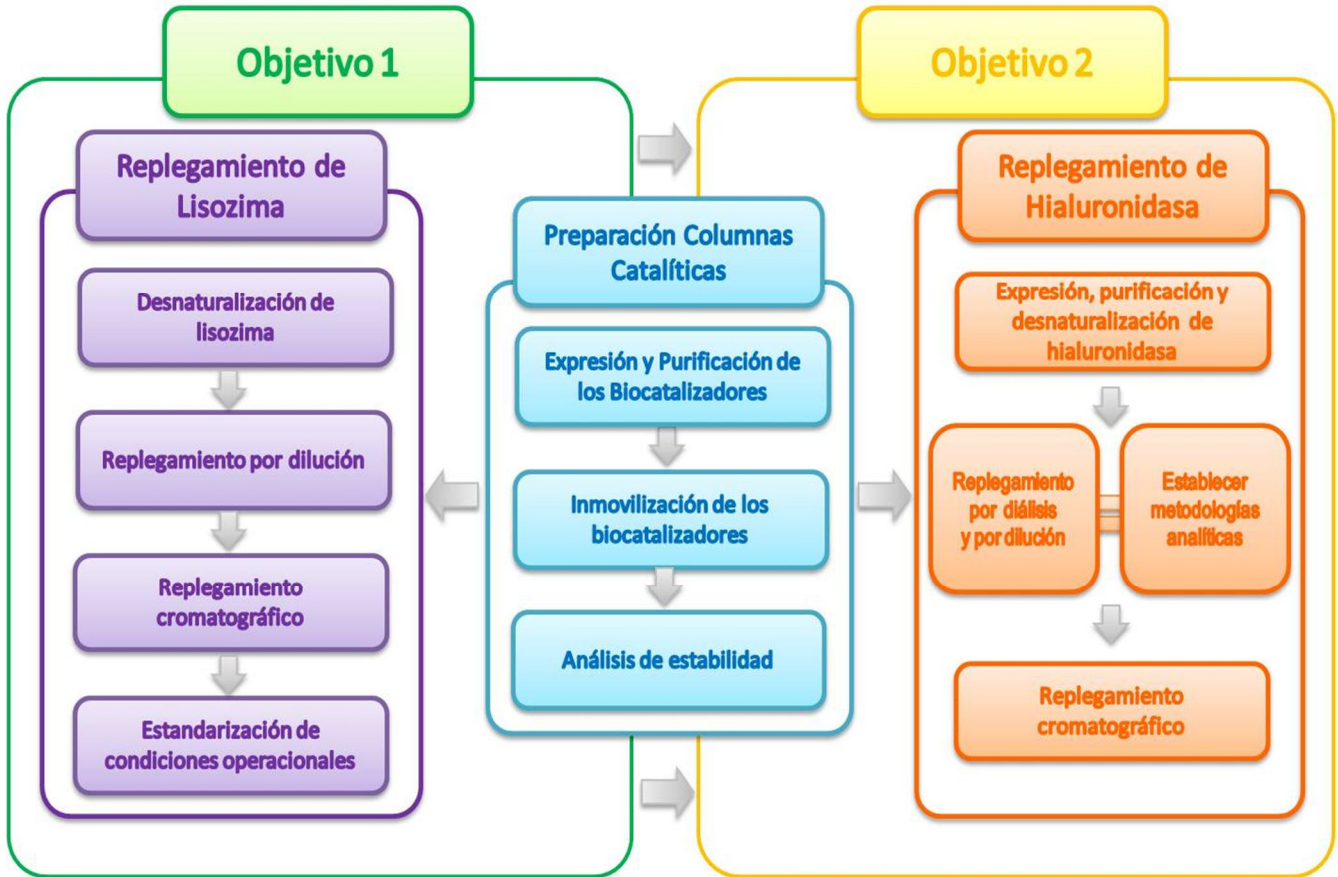 Objetivo 1
Replegamiento de
Lisozima
Desnaturalización de
lisozima
Replegamiento por dilución
Replegamiento
cromatográfico
Estandarización de
condiciones operacionales
Preparación Columnas
Catalíticas
Expresión y Purificación de
los Biocatalizadores
Inmovilización de los
biocatalizadores
Análisis de estabilidad
Objetivo 2
Replegamiento de
Hialuronidasa
Expresión, purificación y
desnaturalización de
hialuronidasa
Replegamiento
por diálisis
y por dilución
Establecer
metodologías
analíticas
Replegamiento
cromatográfico